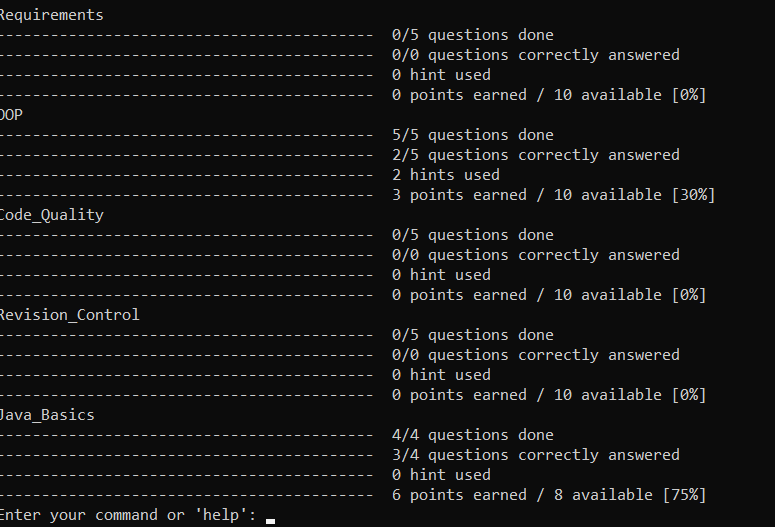 Requirements
------------------------------------------ 0/5 questions done
------------------------------------------ 0/0 questions correctly answered
------------------------------------------ 0 hint used
------------------------------------------ 0 points earned / 10 available [0%]
OOP
------------------------------------------ 5/5 questions done
------------------------------------------ 2/5 questions correctly answered
------------------------------------------ 2 hints used
------------------------------------------ 3 points earned / 10 available [30%]
Code_Quality
------------------------------------------ 0/5 questions done
------------------------------------------ 0/0 questions correctly answered
------------------------------------------ 0 hint used
------------------------------------------ 0 points earned / 10 available [0%]
Revision_Control
------------------------------------------ 0/5 questions done
------------------------------------------ 0/0 questions correctly answered
------------------------------------------ 0 hint used
------------------------------------------ 0 points earned / 10 available [0%]
Java_Basics
------------------------------------------ 4/4 questions done
------------------------------------------ 3/4 questions correctly answered
------------------------------------------ 0 hint used
------------------------------------------ 6 points earned / 8 available [75%]
Enter your command or 'help':